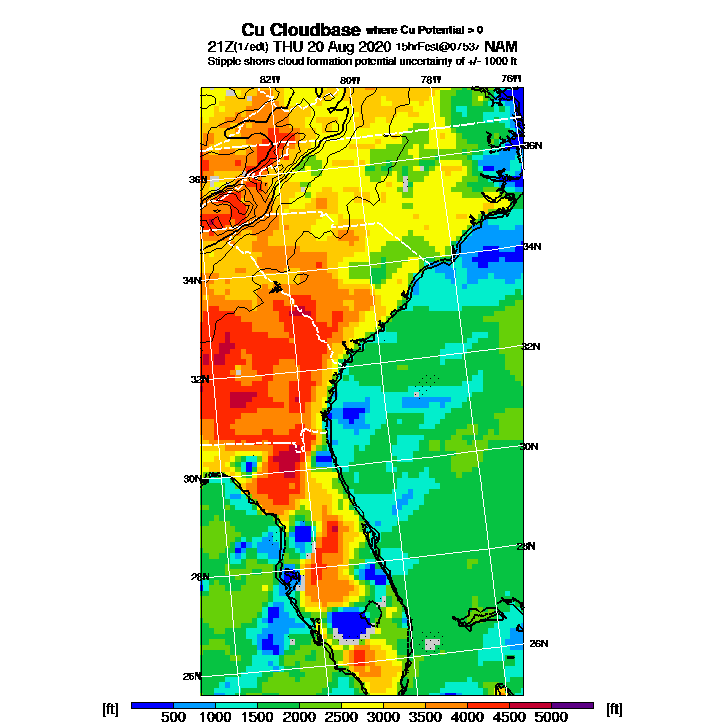 Cu Cloudbase where Cu Potential > 0
21Z(17edt) THU 20 Aug 2020 15hrFcst@0753z NAM
Stipple shows cloud formation potential uncertainty of +/- 1000 ft
82W 80W 78W 76W
36N
36N
34N
34N
32N
32N
30N
30N
28N
28N
26N
26N
[ft] 500 1000 1500 2000 2500 3000 3500 4000 4500 5000 [ft]